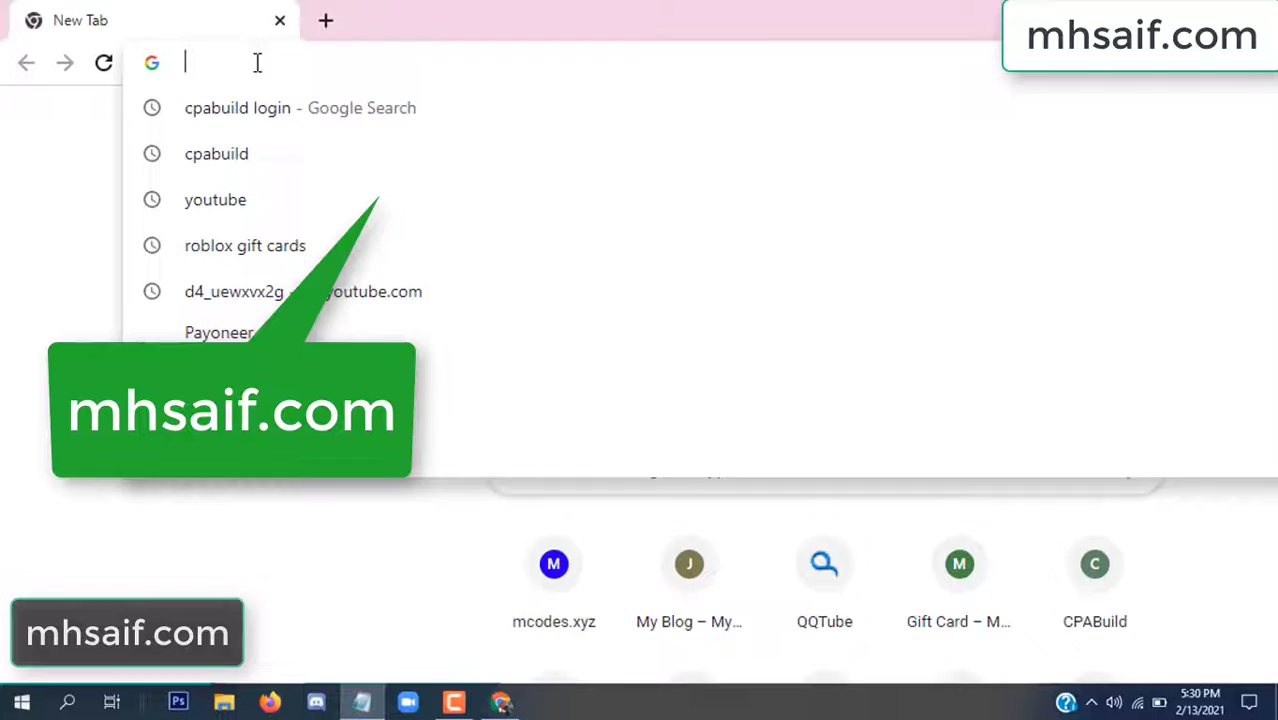 New Tab
mhsaif.com
cpabuild login - Google Search
cpabuild
youtube
roblox gift cards
d4_uewxvx2g - youtube.com
Payoneer
mhsaif.com
mcodes.xyz
My Blog – My...
QQTube
Gift Card – M...
CPABuild
mhsaif.com
5:30 PM
2/13/2021